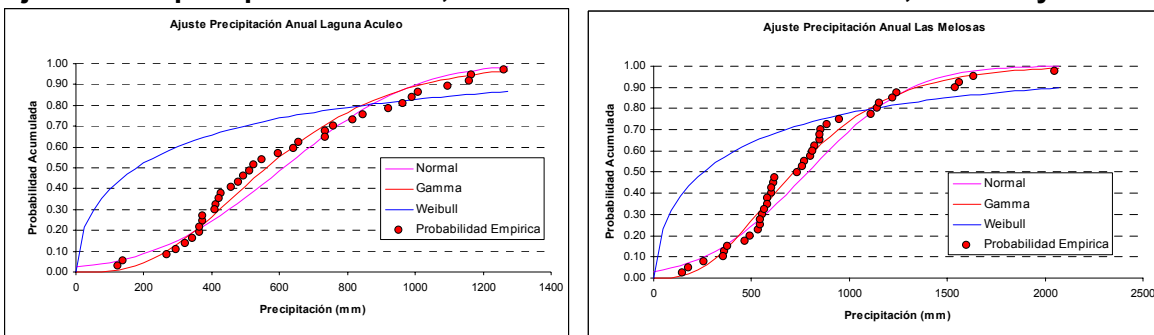 Ajuste Precipitación Anual Laguna Aculeo
Probabilidad Acumulada
1.00
0.90
0.80
0.70
0.60
0.50
0.40
0.30
0.20
0.10
0.00
Normal
Gamma
Weibull
Probabilidad Empirica
0
200
400
600
800
1000
1200
1400
Precipitación (mm)
Ajuste Precipitación Anual Las Melosas
Probabilidad Acumulada
1.00
0.90
0.80
0.70
0.60
0.50
0.40
0.30
0.20
0.10
0.00
Normal
Gamma
Weibull
Probabilidad Empirica
0
500
1000
1500
2000
2500
Precipitación (mm)